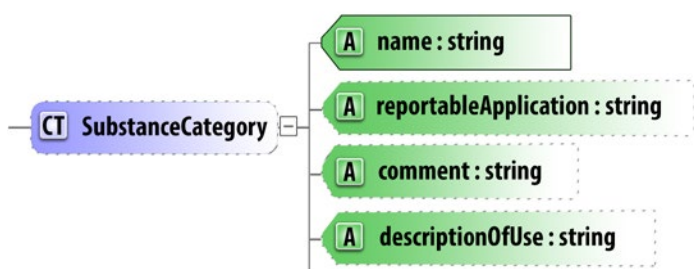 A name : string
A reportableApplication : string
CT SubstanceCategory
A comment : string
A descriptionOfUse : string